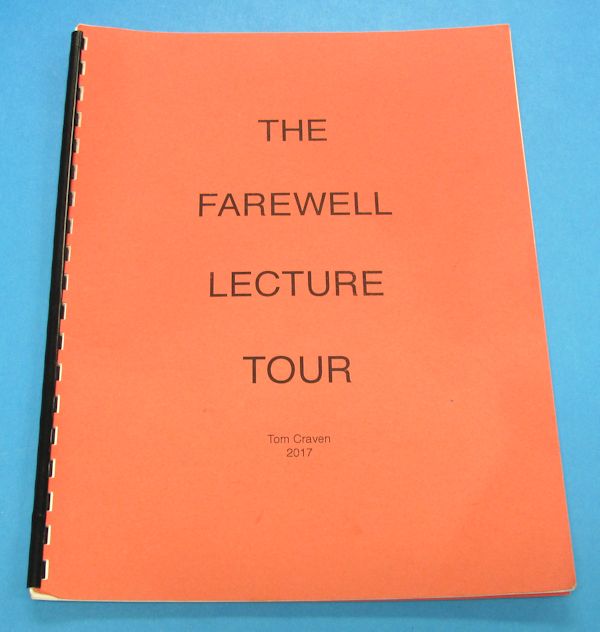 THE
FAREWELL
LECTURE
TOUR
Tom Craven
2017